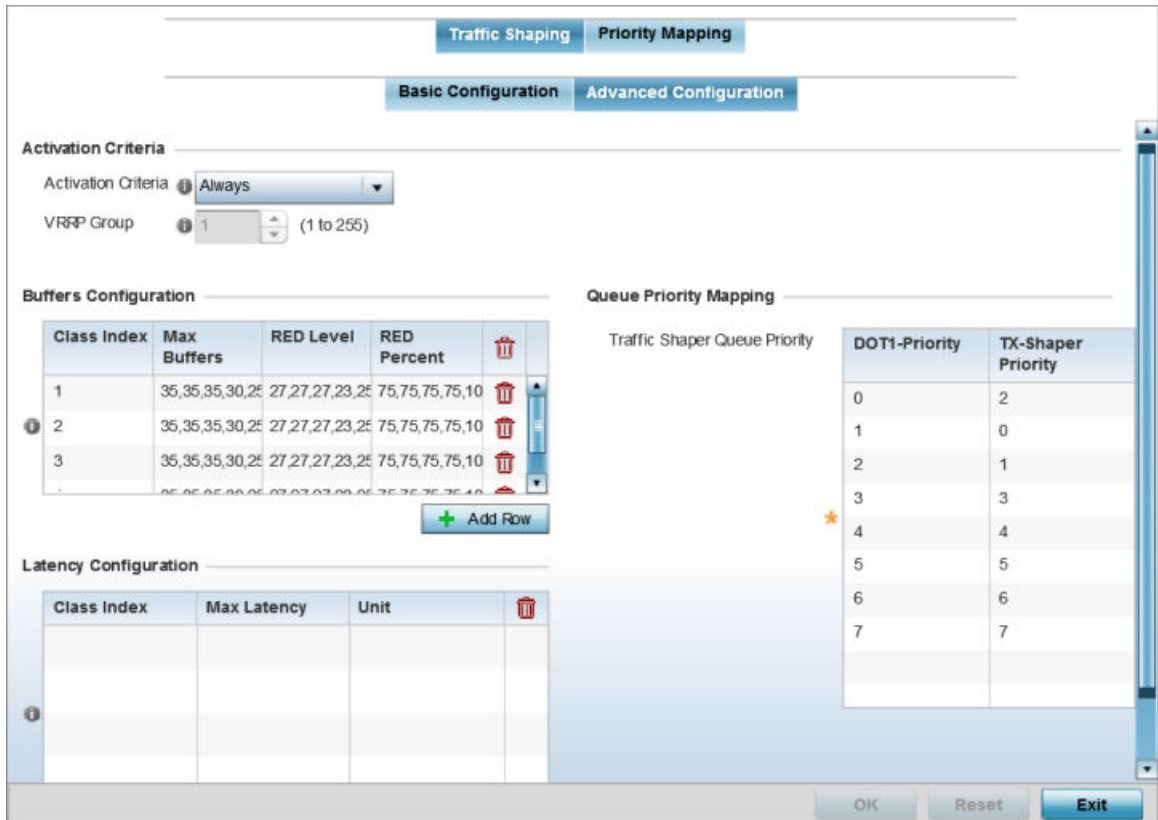 Traffic Shaping Priority Mapping
Basic Configuration Advanced Configuration
Activation Criteria
Activation Criteria Always
VRRP Group 1 (1 to 255)
Buffers Configuration
Class Index Max Buffers RED Level RED Percent
1 35,35,35,30,25 27,27,27,23,25 75,75,75,75,10
2 35,35,35,30,25 27,27,27,23,25 75,75,75,75,10
3 35,35,35,30,25 27,27,27,23,25 75,75,75,75,10
Add Row
Latency Configuration
Class Index Max Latency Unit
Queue Priority Mapping
Traffic Shaper Queue Priority
DOT1-Priority TX-Shaper Priority
0 2
1 0
2 1
3 3
4 4
5 5
6 6
7 7
OK Reset Exit